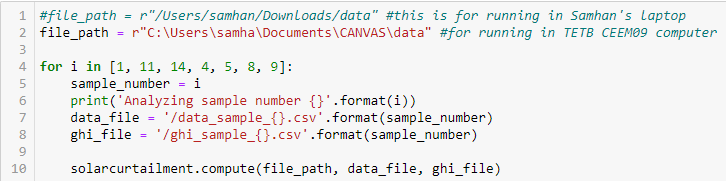 1 #file_path = r"/Users/samhan/Downloads/data" #this is for running in Samhan's laptop
2 file_path = r"C:\Users\samha\Documents\CANVAS\data" #for running in TETB CEEM09 computer
3
4 for i in [1, 11, 14, 4, 5, 8, 9]:
5     sample_number = i
6     print('Analyzing sample number {}'.format(i))
7     data_file = '/data_sample_{}.csv'.format(sample_number)
8     ghi_file = '/ghi_sample_{}.csv'.format(sample_number)
9
10     solarcurtailment.compute(file_path, data_file, ghi_file)